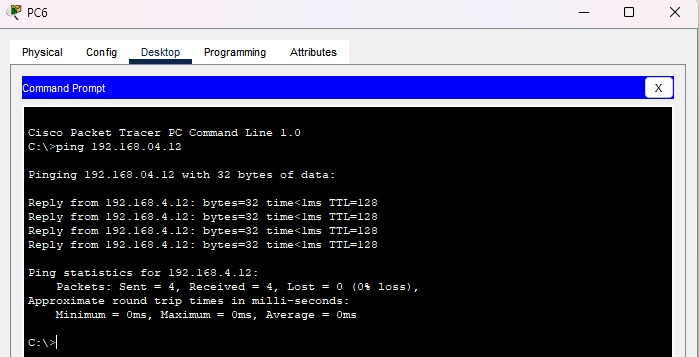 PC6
Physical Config Desktop Programming Attributes
Command Prompt
X
Cisco Packet Tracer PC Command Line 1.0
C:\>ping 192.168.04.12
Pinging 192.168.04.12 with 32 bytes of data:
Reply from 192.168.4.12: bytes=32 time<1ms TTL=128
Reply from 192.168.4.12: bytes=32 time<1ms TTL=128
Reply from 192.168.4.12: bytes=32 time<1ms TTL=128
Reply from 192.168.4.12: bytes=32 time<1ms TTL=128
Ping statistics for 192.168.4.12:
    Packets: Sent = 4, Received = 4, Lost = 0 (0% loss),
Approximate round trip times in milli-seconds:
    Minimum = 0ms, Maximum = 0ms, Average = 0ms
C:\>